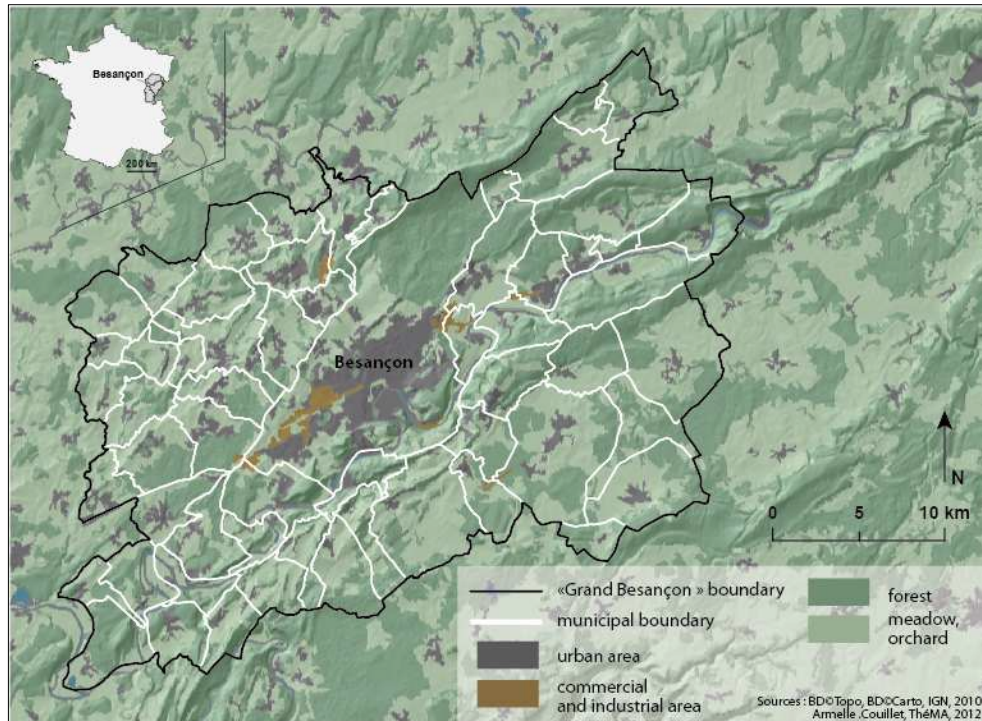 Besançon
200 km
Besançon
N
0 5 10 km
«Grand Besançon » boundary
municipal boundary
urban area
commercial
and industrial area
forest
meadow,
orchard
Sources : BD©Topo, BD©Carto, IGN, 2010
Armelle .Couillet, ThéMA, 2012